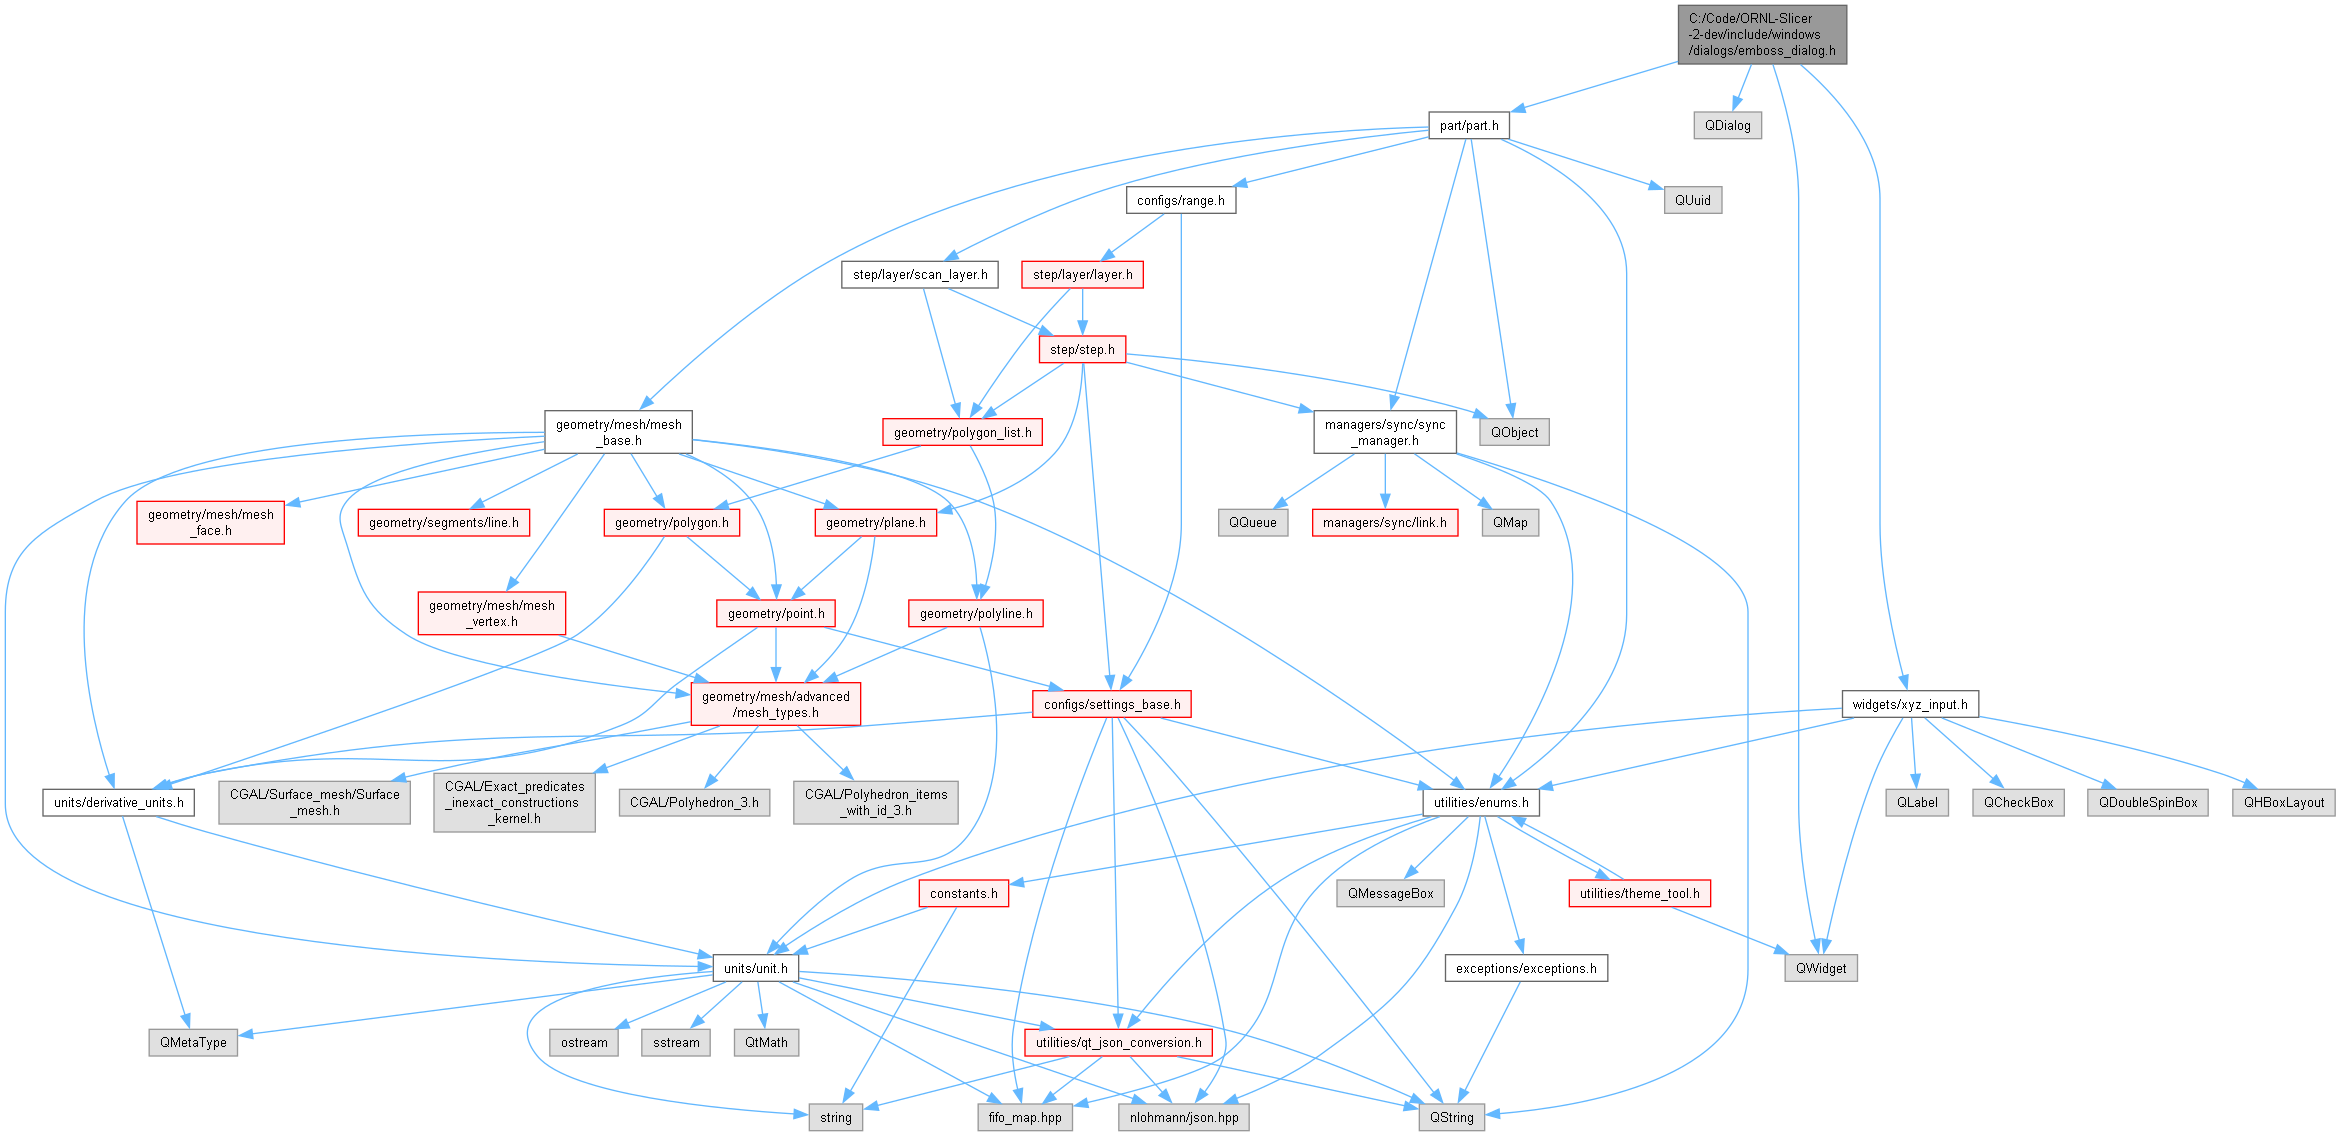 C:/Code/ORNL-Slicer
-2-dev/include/windows
/dialogs/emboss_dialog.h
part/part.h
QDialog
configs/range.h
QUuid
step/layer/scan_layer.h
step/layer/layer.h
step/step.h
geometry/mesh/mesh
_base.h
geometry/polygon_list.h
managers/sync/sync
_manager.h
QObject
geometry/mesh/mesh
_face.h
geometry/segments/line.h
geometry/polygon.h
geometry/plane.h
QQueue
managers/sync/link.h
QMap
geometry/mesh/mesh
_vertex.h
geometry/point.h
geometry/polyline.h
geometry/mesh/advanced
/mesh_types.h
configs/settings_base.h
widgets/xyz_input.h
units/derivative_units.h
CGAL/Surface_mesh/Surface
_mesh.h
CGAL/Exact_predicates
_inexact_constructions
_kernel.h
CGAL/Polyhedron_3.h
CGAL/Polyhedron_items
_with_id_3.h
utilities/enums.h
QLabel
QCheckBox
QDoubleSpinBox
QHBoxLayout
constants.h
QMessageBox
utilities/theme_tool.h
units/unit.h
exceptions/exceptions.h
QWidget
QMetaType
ostream
sstream
QtMath
utilities/qt_json_conversion.h
string
fifo_map.hpp
nlohmann/json.hpp
QString